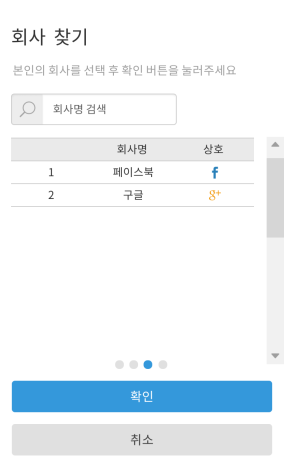 회사 찾기
본인의 회사를 선택 후 확인 버튼을 눌러주세요
회사명 검색
회사명 상호
1 페이스북 f
2 구글 g+
확인
취소